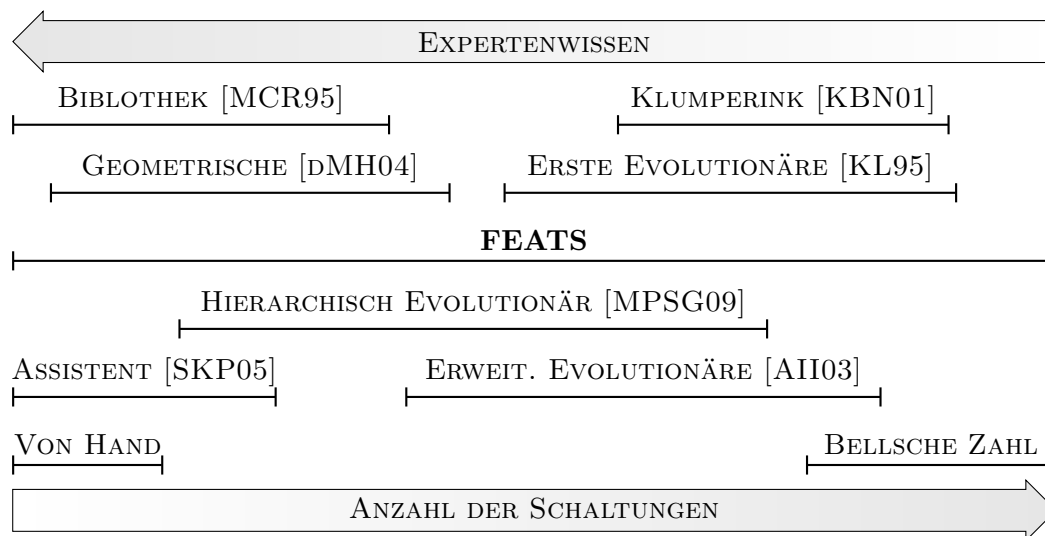 Expertenwissen
Biblothek [MCR95] Klumperink [KBN01]
Geometrische [dMH04] Erste Evolutionäre [KL95]
FEATS
Hierarchisch Evolutionär [MPSG09]
Assistent [SKP05] Erweit. Evolutionäre [AII03]
Von Hand Bellsche Zahl
Anzahl der Schaltungen